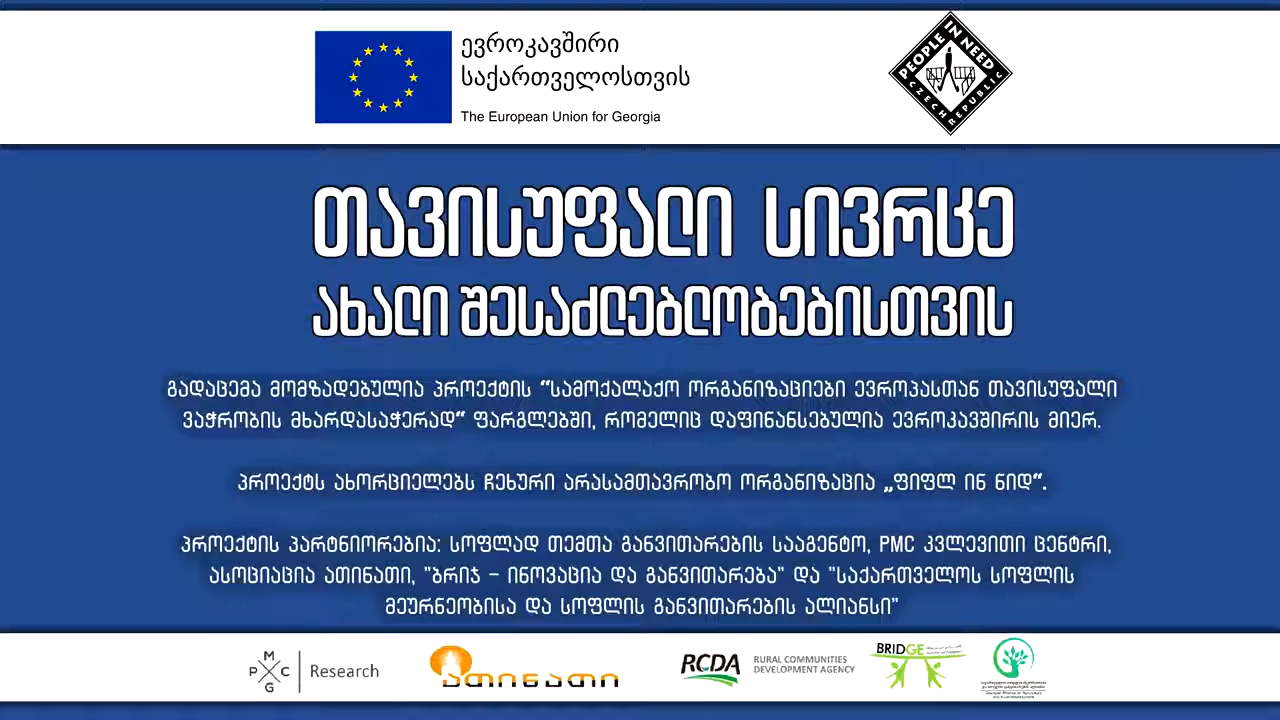 ევროკავშირი
საქართველოსთვის
The European Union for Georgia
PEOPLE IN NEED
CZECH REPUBLIC
თავისუფალი სივრცე
ახალი შესაძლებლობებისთვის
გადაცემა მომზადებულია პროექტის “სამოქალაქო ორგანიზაციები ევროპასთან თავისუფალი
ვაჭრობის მხარდასაჭერად“ ფარგლებში, რომელიც დაფინანსებულია ევროკავშირის მიერ.
პროექტს ახორციელებს ჩეხური არასამთავრობო ორგანიზაცია „ფიფლ ინ ნიდ“.
პროექტის პარტნიორებია: სოფლად თემთა განვითარების სააგენტო, PMC კვლევითი ცენტრი,
ასოციაცია ათინათი, "ბრიჯ – ინოვაცია და განვითარება" და "საქართველოს სოფლის
მეურნეობისა და სოფლის განვითარების ალიანსი"
PMCG Research
ათინათი
RCDA RURAL COMMUNITIES
DEVELOPMENT AGENCY
BRIDGE